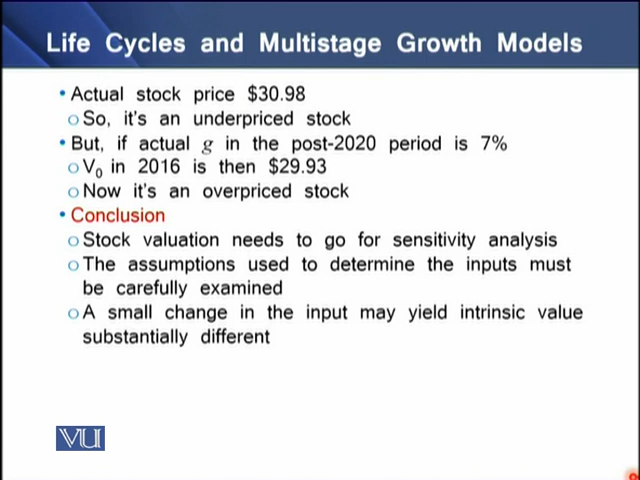 Life Cycles and Multistage Growth Models
• Actual stock price $30.98
o So, it's an underpriced stock
• But, if actual g in the post-2020 period is 7%
o V0 in 2016 is then $29.93
o Now it's an overpriced stock
• Conclusion
o Stock valuation needs to go for sensitivity analysis
o The assumptions used to determine the inputs must
be carefully examined
o A small change in the input may yield intrinsic value
substantially different
VU